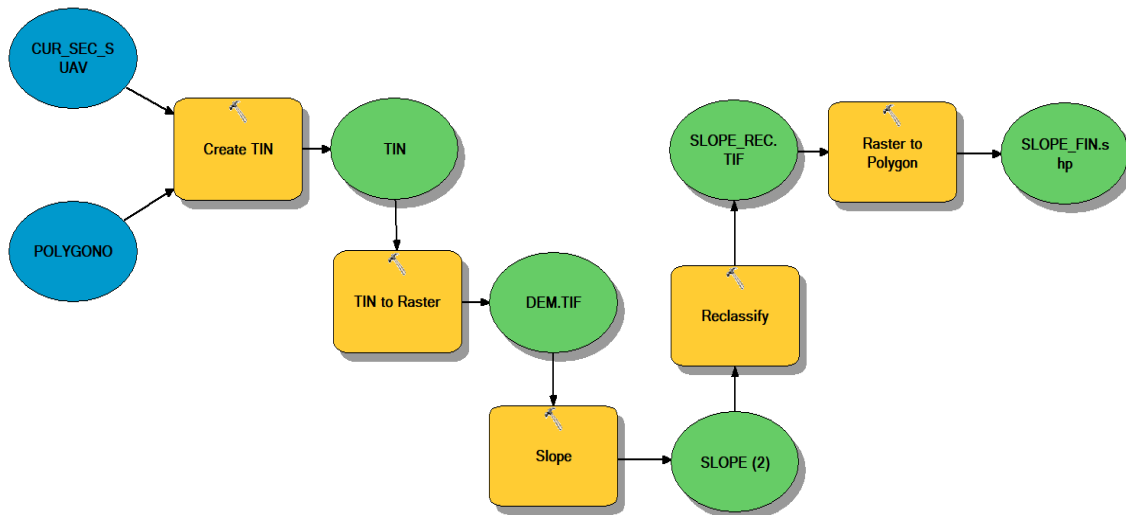 CUR_SEC_S
UAV
Create TIN
TIN
POLYGONO
TIN to Raster
DEM.TIF
Slope
SLOPE (2)
Reclassify
SLOPE_REC.
TIF
Raster to
Polygon
SLOPE_FIN.s
hp